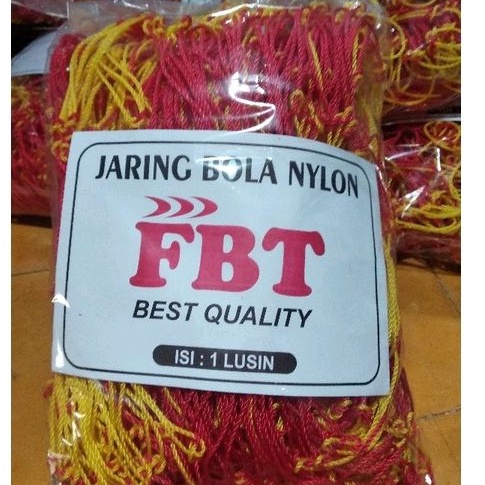 JARING BOLA NYLON
FBT
BEST QUALITY
ISI : 1 LUSIN